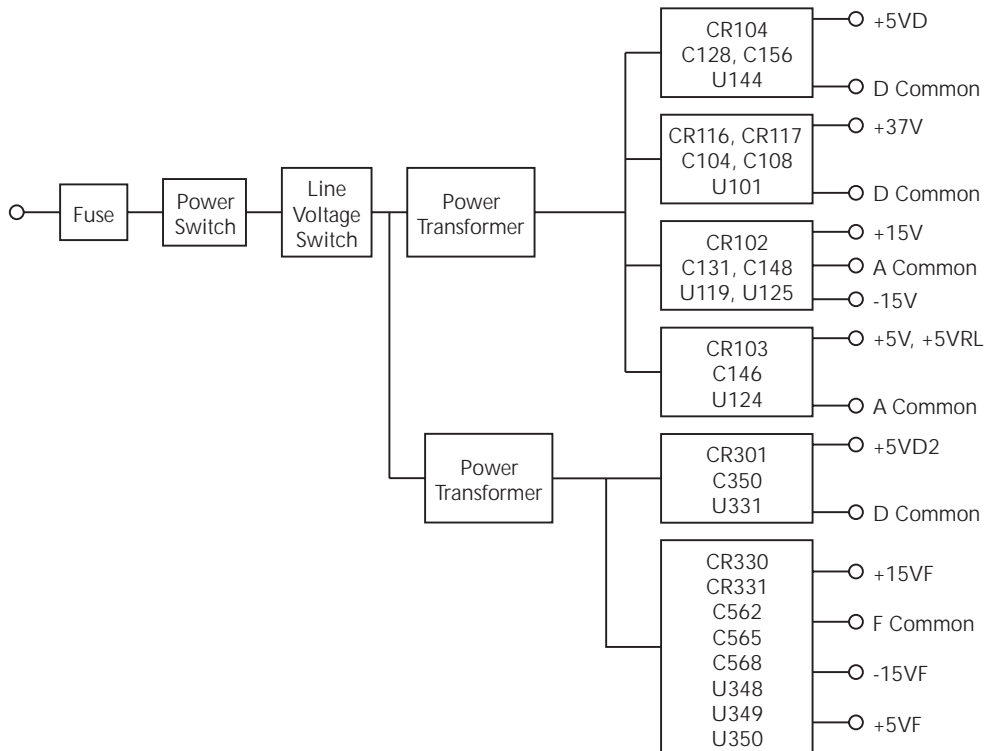 Fuse
Power
Switch
Line
Voltage
Switch
Power
Transformer
CR104
C128, C156
U144
+5VD
D Common
CR116, CR117
C104, C108
U101
+37V
D Common
CR102
C131, C148
U119, U125
+15V
A Common
-15V
CR103
C146
U124
+5V, +5VRL
A Common
Power
Transformer
CR301
C350
U331
+5VD2
D Common
CR330
CR331
C562
C565
C568
U348
U349
U350
+15VF
F Common
-15VF
+5VF